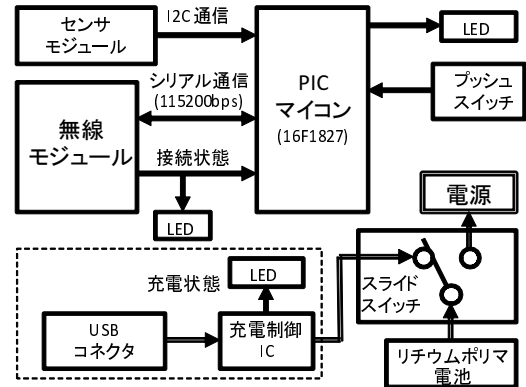 センサ
モジュール
I2C 通信
PIC
マイコン
(16F1827)
LED
プッシュ
スイッチ
シリアル通信
(115200bps)
無線
モジュール
接続状態
LED
電源
スライド
スイッチ
充電状態
LED
USB
コネクタ
充電制御
IC
リチウムポリマ
電池